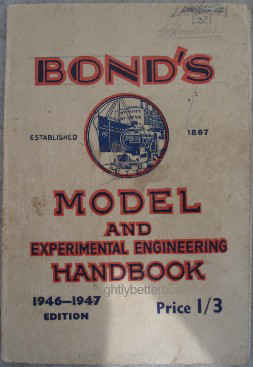 BOND'S
ESTABLISHED 1887
MODEL
AND
EXPERIMENTAL ENGINEERING
HANDBOOK
1946—1947
EDITION
Price 1/3